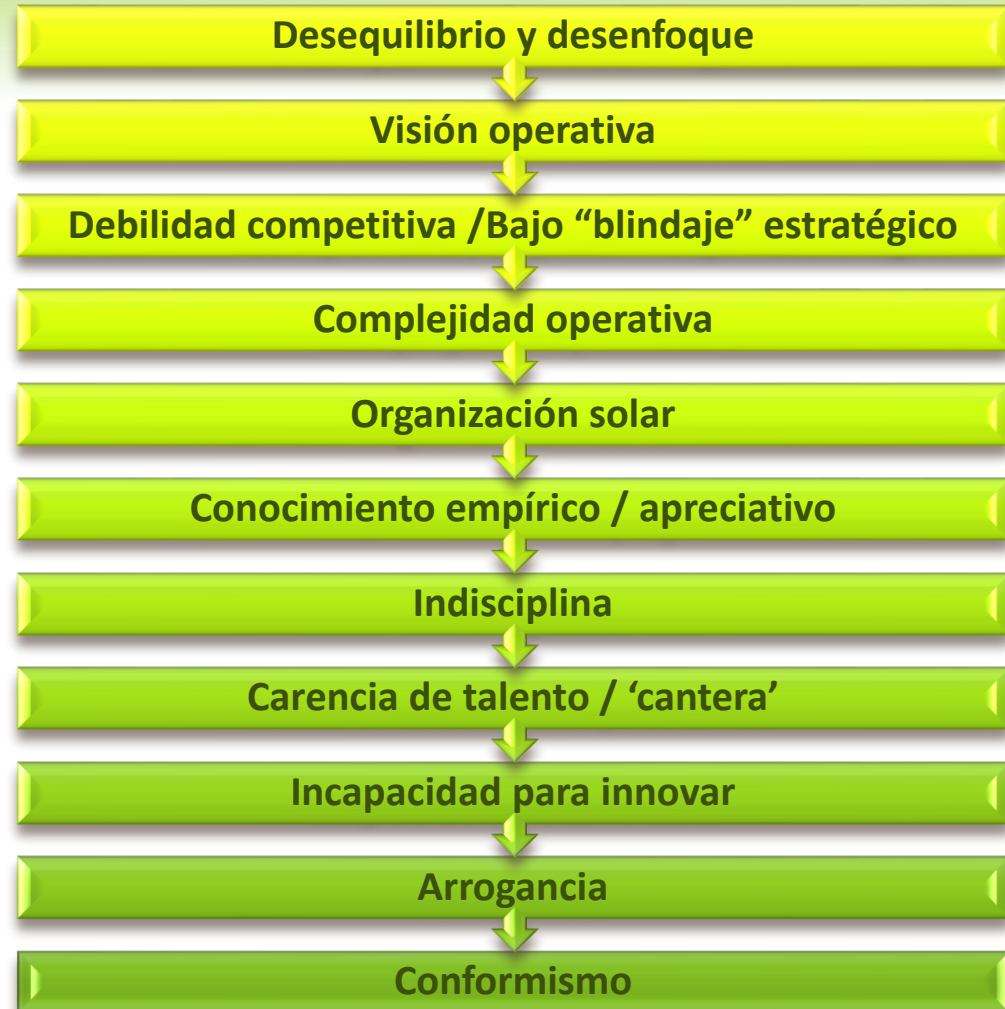 Desequilibrio y desenfoque
Visión operativa
Debilidad competitiva /Bajo “blindaje” estratégico
Complejidad operativa
Organización solar
Conocimiento empírico / apreciativo
Indisciplina
Carencia de talento / ‘cantera’
Incapacidad para innovar
Arrogancia
Conformismo